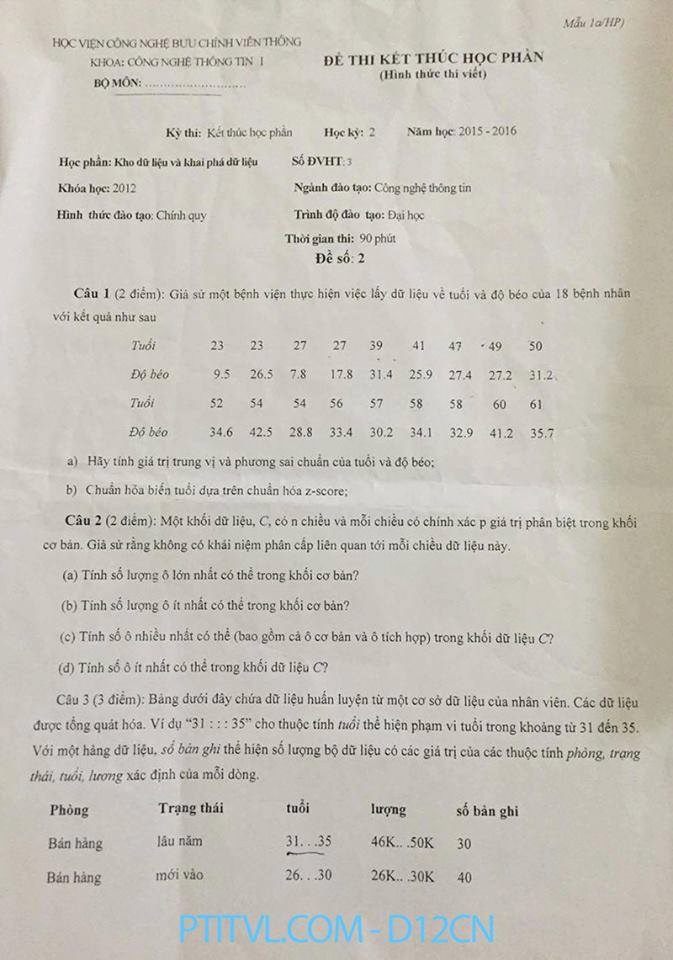 Mẫu 1a/HP)
HỌC VIỆN CÔNG NGHỆ BƯU CHÍNH VIỄN THÔNG
KHOA: CÔNG NGHỆ THÔNG TIN 1
BỘ MÔN: ............................
ĐỀ THI KẾT THÚC HỌC PHẦN
(Hình thức thi viết)
Kỳ thi: Kết thúc học phần Học kỳ: 2 Năm học: 2015 - 2016
Học phần: Kho dữ liệu và khai phá dữ liệu Số ĐVHT: 3
Khóa học: 2012 Ngành đào tạo: Công nghệ thông tin
Hình thức đào tạo: Chính quy Trình độ đào tạo: Đại học
Thời gian thi: 90 phút
Đề số: 2
Câu 1 (2 điểm): Giả sử một bệnh viện thực hiện việc lấy dữ liệu về tuổi và độ béo của 18 bệnh nhân
với kết quả như sau
Tuổi 23 23 27 27 39 41 47 49 50
Độ béo 9.5 26.5 7.8 17.8 31.4 25.9 27.4 27.2 31.2
Tuổi 52 54 54 56 57 58 58 60 61
Độ béo 34.6 42.5 28.8 33.4 30.2 34.1 32.9 41.2 35.7
a) Hãy tính giá trị trung vị và phương sai chuẩn của tuổi và độ béo;
b) Chuẩn hóa biến tuổi dựa trên chuẩn hóa z-score;
Câu 2 (2 điểm): Một khối dữ liệu, C, có n chiều và mỗi chiều có chính xác p giá trị phân biệt trong khối
cơ bản. Giả sử rằng không có khái niệm phân cấp liên quan tới mỗi chiều dữ liệu này.
(a) Tính số lượng ô lớn nhất có thể trong khối cơ bản?
(b) Tính số lượng ô ít nhất có thể trong khối cơ bản?
(c) Tính số ô nhiều nhất có thể (bao gồm cả ô cơ bản và ô tích hợp) trong khối dữ liệu C?
(d) Tính số ô ít nhất có thể trong khối dữ liệu C?
Câu 3 (3 điểm): Bảng dưới đây chứa dữ liệu huấn luyện từ một cơ sở dữ liệu của nhân viên. Các dữ liệu
được tổng quát hóa. Ví dụ “31 : : : 35” cho thuộc tính tuổi thể hiện phạm vi tuổi trong khoảng từ 31 đến 35.
Với một hàng dữ liệu, số bản ghi thể hiện số lượng bộ dữ liệu có các giá trị của các thuộc tính phòng, trạng
thái, tuổi, lương xác định của mỗi dòng.
Phòng Trạng thái tuổi lượng số bản ghi
Bán hàng lâu năm 31. . .35 46K.. .50K 30
Bán hàng mới vào 26. . .30 26K.. .30K 40
PTITVL.COM - D12CN